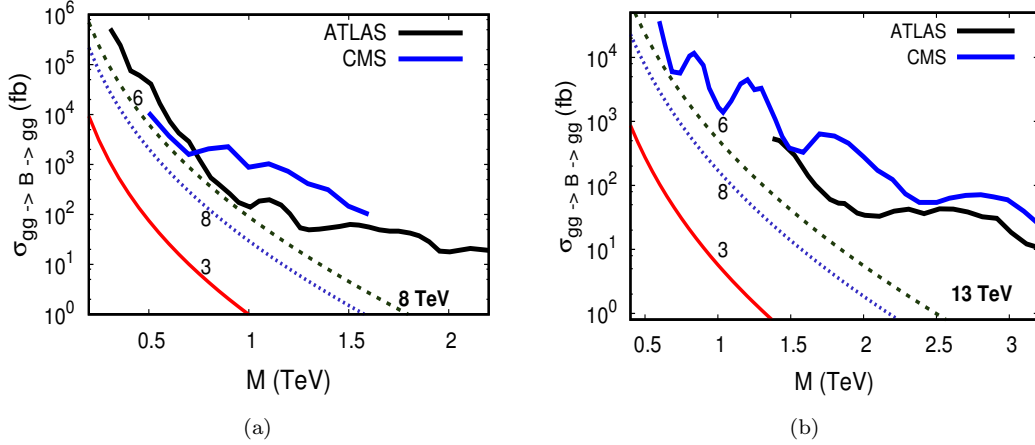 σgg -> B -> gg (fb)
10^6
10^5
10^4
10^3
10^2
10^1
10^0
ATLAS
CMS
6
8
3
8 TeV
0.5
1
1.5
2
M (TeV)
(a)
σgg -> B -> gg (fb)
10^4
10^3
10^2
10^1
10^0
ATLAS
CMS
6
8
3
13 TeV
0.5
1
1.5
2
2.5
3
M (TeV)
(b)